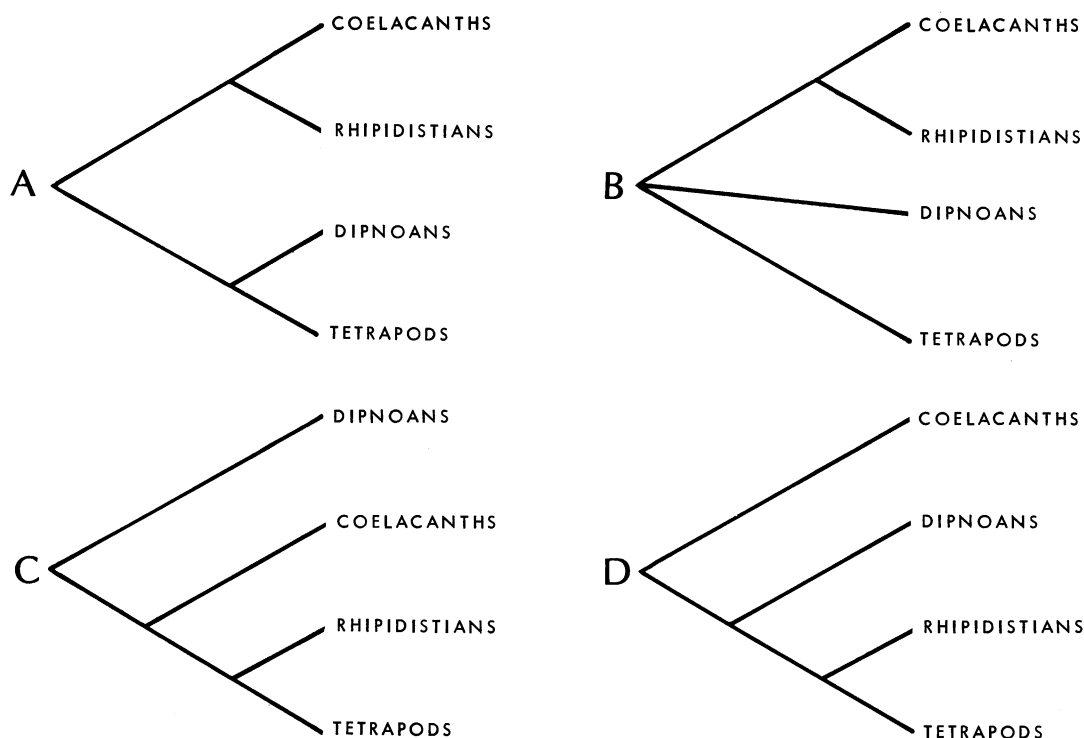 A
COELACANTHS
RHIPIDISTIANS
DIPNOANS
TETRAPODS
B
COELACANTHS
RHIPIDISTIANS
DIPNOANS
TETRAPODS
C
DIPNOANS
COELACANTHS
RHIPIDISTIANS
TETRAPODS
D
COELACANTHS
DIPNOANS
RHIPIDISTIANS
TETRAPODS